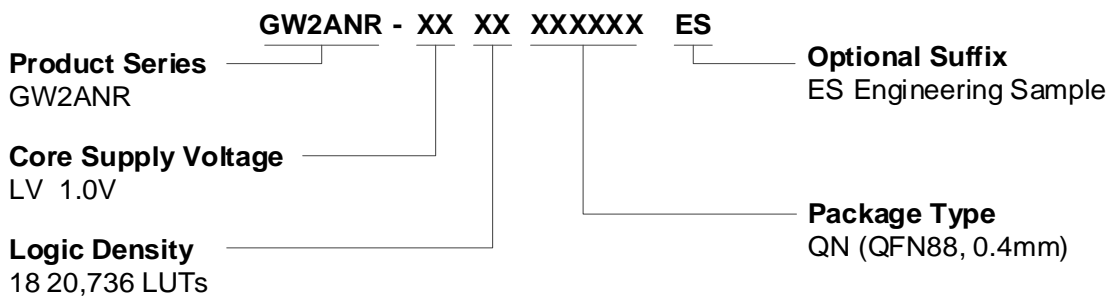 GW2ANR - XX XX XXXXXX ES
Product Series
GW2ANR
Optional Suffix
ES Engineering Sample
Core Supply Voltage
LV 1.0V
Package Type
QN (QFN88, 0.4mm)
Logic Density
18 20,736 LUTs